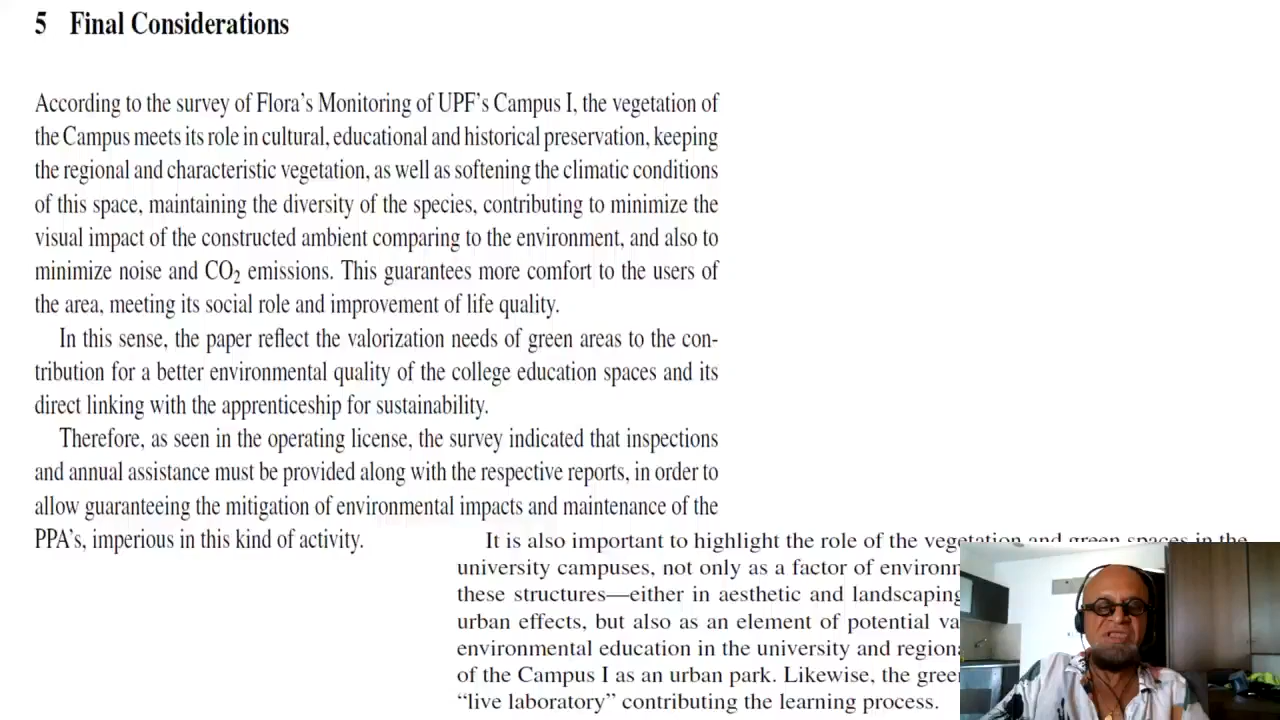 5 Final Considerations
According to the survey of Flora's Monitoring of UPF's Campus I, the vegetation of
the Campus meets its role in cultural, educational and historical preservation, keeping
the regional and characteristic vegetation, as well as softening the climatic conditions
of this space, maintaining the diversity of the species, contributing to minimize the
visual impact of the constructed ambient comparing to the environment, and also to
minimize noise and CO₂ emissions. This guarantees more comfort to the users of
the area, meeting its social role and improvement of life quality.
In this sense, the paper reflect the valorization needs of green areas to the con-
tribution for a better environmental quality of the college education spaces and its
direct linking with the apprenticeship for sustainability.
Therefore, as seen in the operating license, the survey indicated that inspections
and annual assistance must be provided along with the respective reports, in order to
allow guaranteeing the mitigation of environmental impacts and maintenance of the
PPA's, imperious in this kind of activity.
It is also important to highlight the role of the vegetation and green spaces in the
university campuses, not only as a factor of environ
these structures—either in aesthetic and landscaping
urban effects, but also as an element of potential va
environmental education in the university and region
of the Campus I as an urban park. Likewise, the gree
"live laboratory" contributing the learning process.